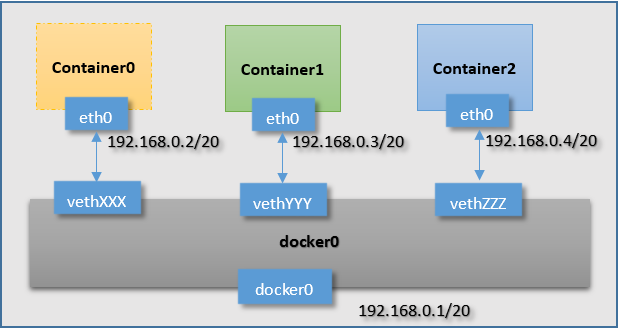 Container0
Container1
Container2
eth0
eth0
eth0
192.168.0.2/20
192.168.0.3/20
192.168.0.4/20
vethXXX
vethYYY
vethZZZ
docker0
docker0
192.168.0.1/20